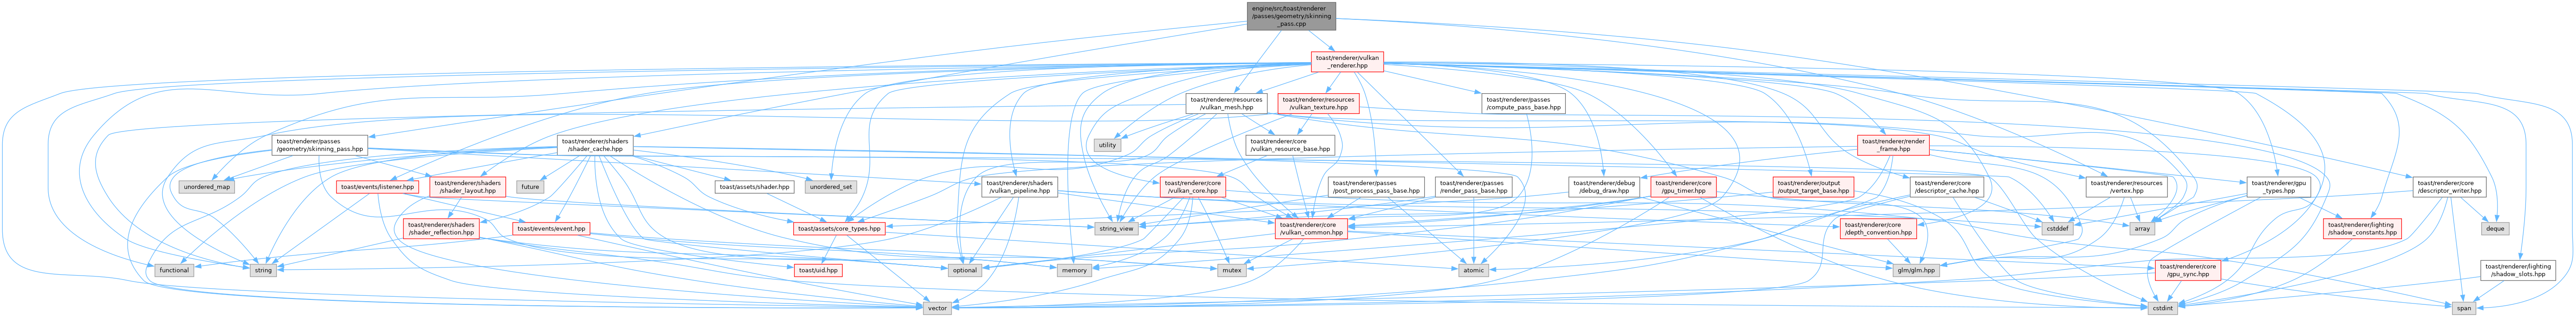 engine/src/toast/renderer
/passes/geometry/skinning
_pass.cpp
toast/renderer/vulkan
_renderer.hpp
toast/renderer/resources
/vulkan_mesh.hpp
toast/renderer/resources
/vulkan_texture.hpp
toast/renderer/passes
/compute_pass_base.hpp
utility
toast/renderer/passes
/geometry/skinning_pass.hpp
toast/renderer/shaders
/shader_cache.hpp
toast/renderer/core
/vulkan_resource_base.hpp
toast/renderer/render
_frame.hpp
unordered_map
toast/events/listener.hpp
toast/renderer/shaders
/shader_layout.hpp
future
toast/assets/shader.hpp
unordered_set
toast/renderer/shaders
/vulkan_pipeline.hpp
toast/renderer/core
/vulkan_core.hpp
toast/renderer/passes
/post_process_pass_base.hpp
toast/renderer/passes
/render_pass_base.hpp
toast/renderer/debug
/debug_draw.hpp
toast/renderer/core
/gpu_timer.hpp
toast/renderer/output
/output_target_base.hpp
toast/renderer/core
/descriptor_cache.hpp
toast/renderer/resources
/vertex.hpp
toast/renderer/gpu
_types.hpp
toast/renderer/core
/descriptor_writer.hpp
toast/renderer/shaders
/shader_reflection.hpp
toast/events/event.hpp
toast/assets/core_types.hpp
string_view
toast/renderer/core
/vulkan_common.hpp
toast/renderer/core
/depth_convention.hpp
cstddef
array
toast/renderer/lighting
/shadow_constants.hpp
deque
functional
string
toast/uid.hpp
optional
memory
mutex
atomic
glm/glm.hpp
toast/renderer/core
/gpu_sync.hpp
toast/renderer/lighting
/shadow_slots.hpp
vector
cstdint
span